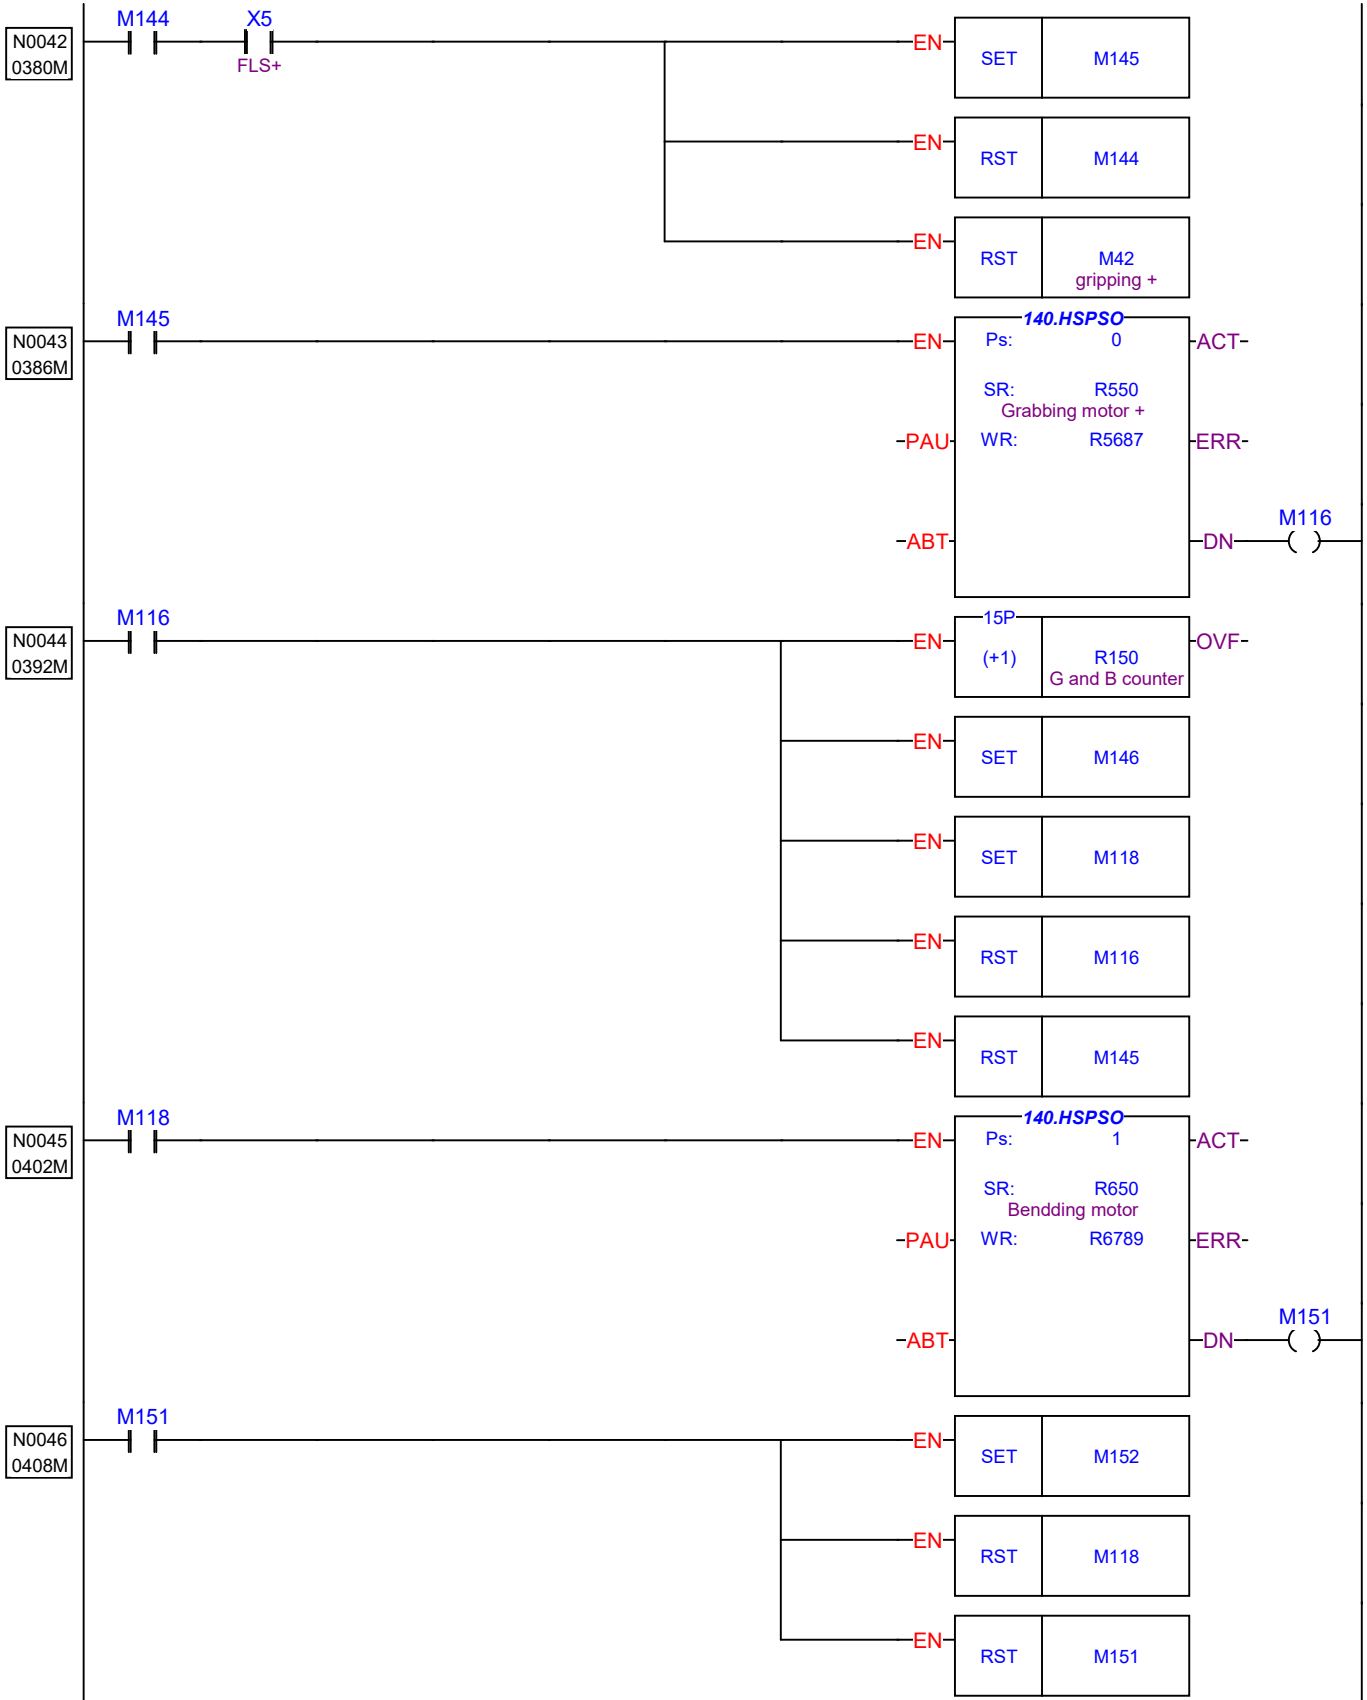 M144 X5
N0042 EN
0380M FLS+ SET M145
EN
RST M144
EN
RST M42
gripping +
M145 140.HSPSO
N0043 EN Ps: 0 ACT
0386M
SR: R550
Grabbing motor +
PAU WR: R5687 ERR
M116
ABT DN
M116 15P
N0044 EN OVF
0392M (+1) R150
G and B counter
EN
SET M146
EN
SET M118
EN
RST M116
EN
RST M145
M118 140.HSPSO
N0045 EN Ps: 1 ACT
0402M
SR: R650
Bendding motor
PAU WR: R6789 ERR
M151
ABT DN
M151
N0046 EN
0408M SET M152
EN
RST M118
EN
RST M151